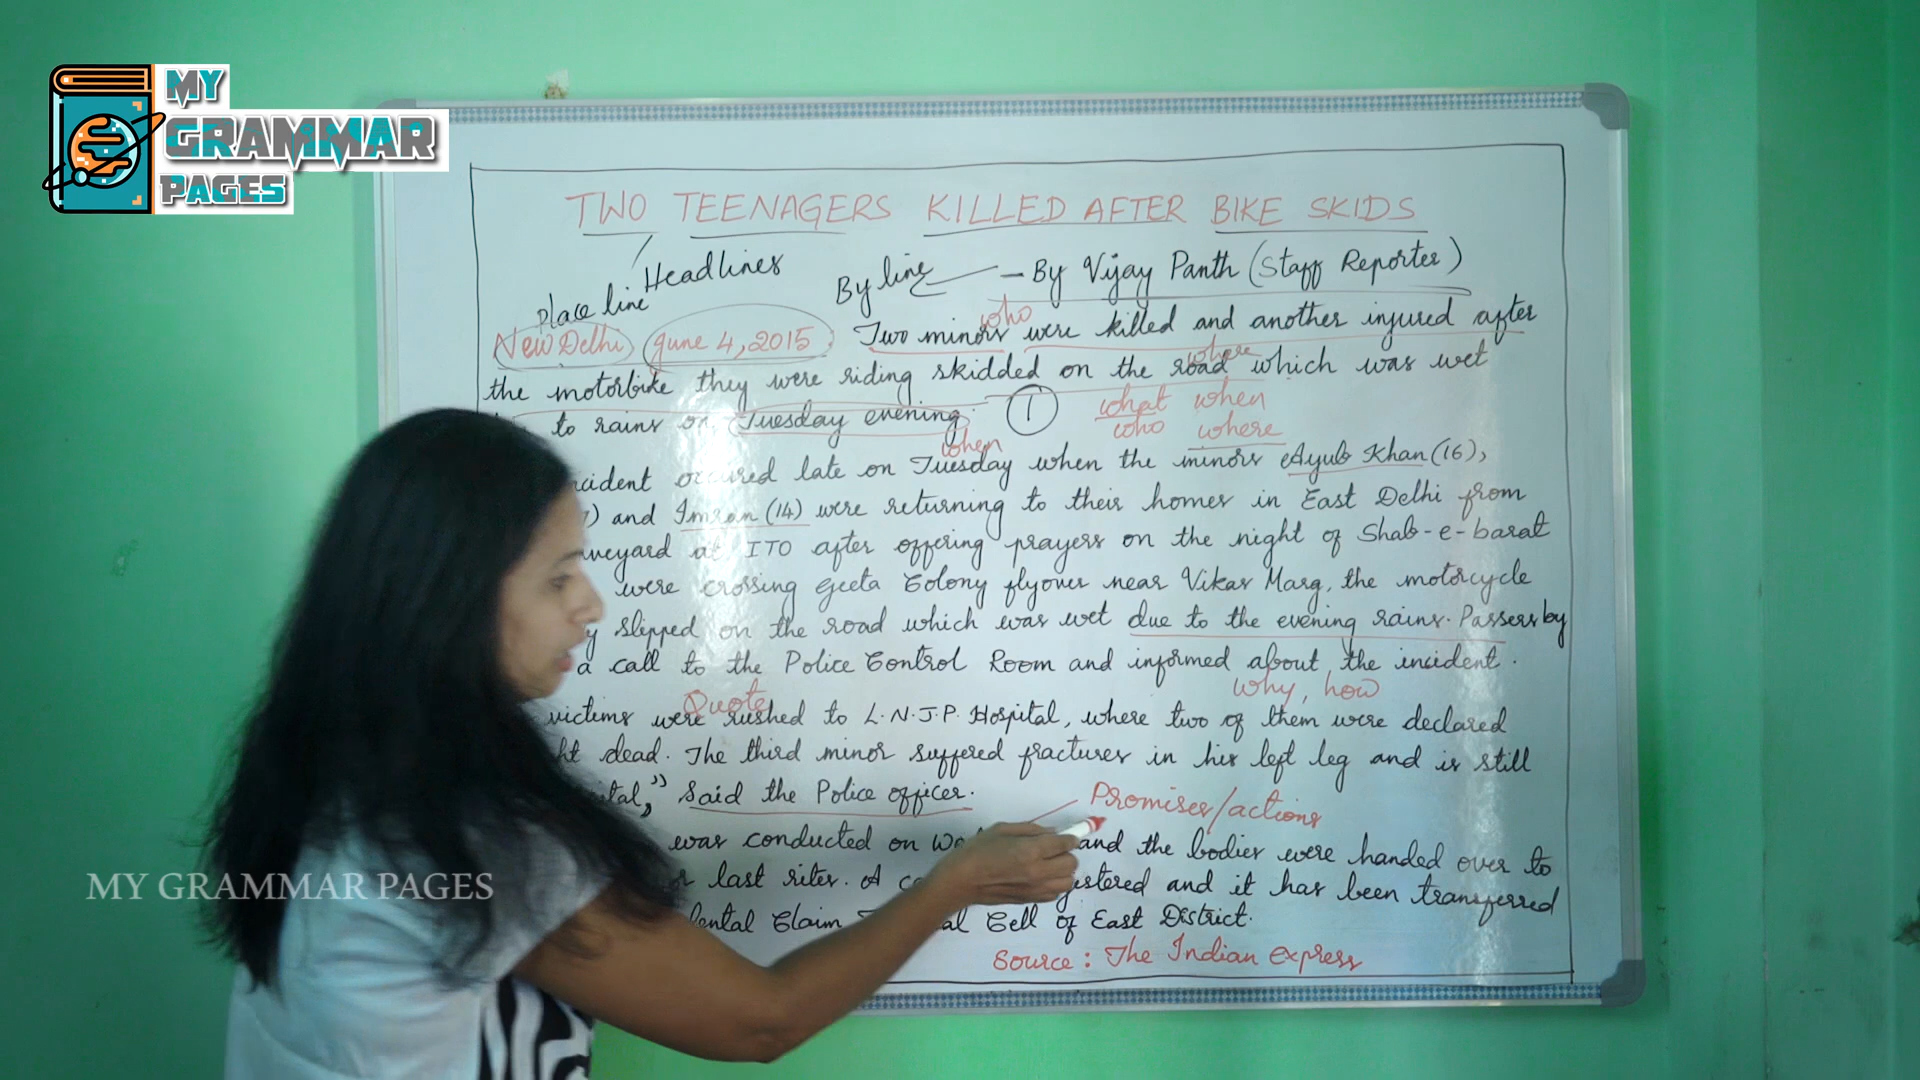 MY
GRAMMAR
PAGES
TWO TEENAGERS KILLED AFTER BIKE SKIDS
Headlines
By line
— By Vijay Panth (Staff Reporter)
Place line
who
New Delhi June 4, 2015 : Two minors were killed and another injured after
where
the motorbike they were riding skidded on the road which was wet
to rains on Tuesday evening. 1 what when
who where
when
incident occured late on Tuesday when the minors Ayub Khan (16),
) and Imran (14) were returning to their homes in East Delhi from
at ITO after offering prayers on the night of Shab-e-barat
were crossing Geeta Colony flyover near Vikas Marg, the motorcycle
slipped on the road which was wet due to the evening rains. Passersby
a call to the Police Control Room and informed about the incident.
Quote
why, how
victims were rushed to L.N.J.P. Hospital, where two of them were declared
dead. The third minor suffered fractures in his left leg and is still
said the Police officer.
Promises/actions
was conducted on and the bodies were handed over to
last rites. A and it has been transferred
Claim Cell of East District.
Source : The Indian Express
MY GRAMMAR PAGES